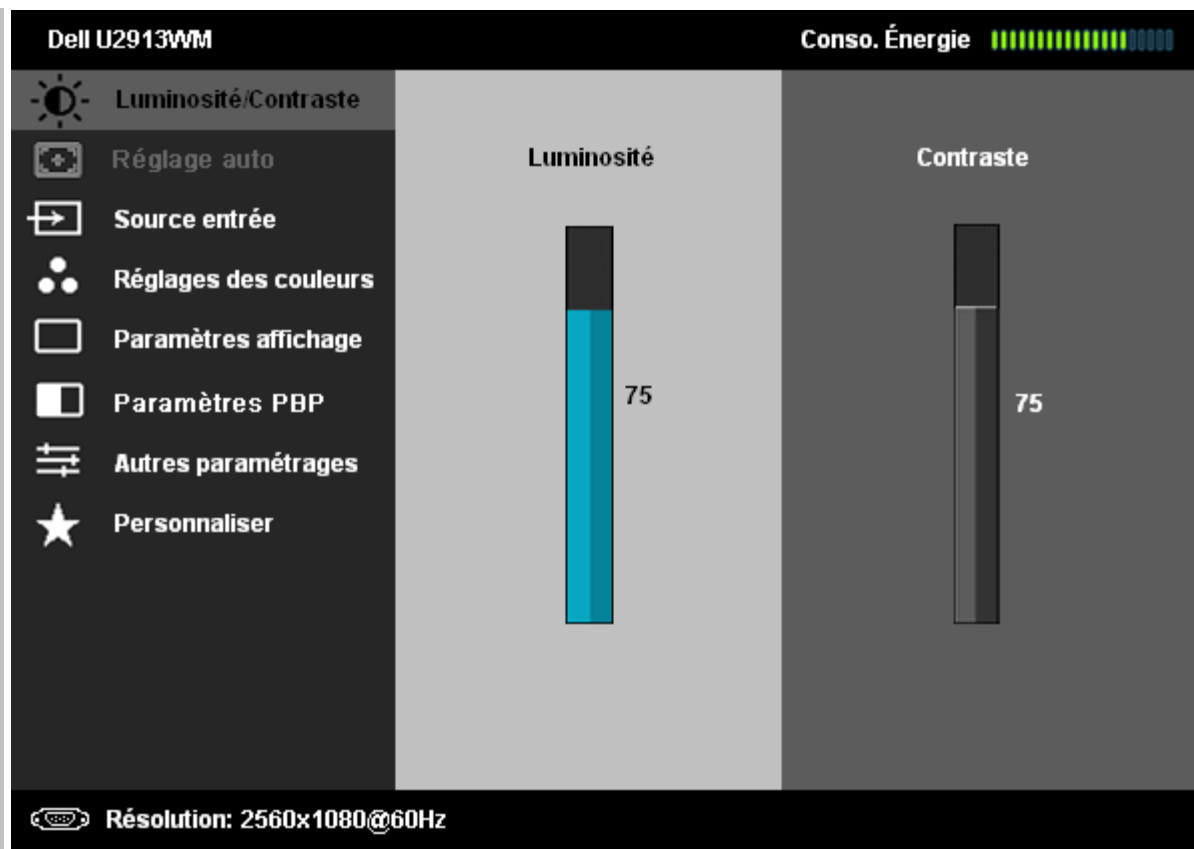 Dell U2913WM
Conso. Énergie
Luminosité/Contraste
Réglage auto
Source entrée
Réglages des couleurs
Paramètres affichage
Paramètres PBP
Autres paramétrages
Personnaliser
Luminosité
75
Contraste
75
Résolution: 2560x1080@60Hz